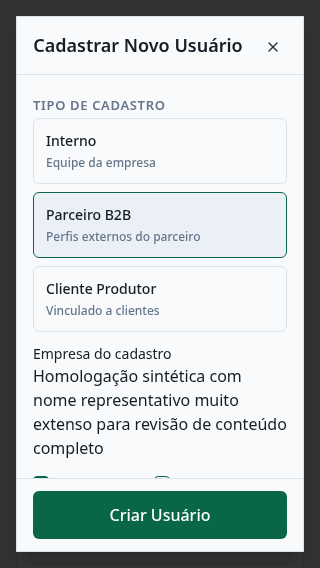 Cadastrar Novo Usuário
TIPO DE CADASTRO
Interno
Equipe da empresa
Parceiro B2B
Perfis externos do parceiro
Cliente Produtor
Vinculado a clientes
Empresa do cadastro
Homologação sintética com
nome representativo muito
extenso para revisão de conteúdo
completo
Criar Usuário